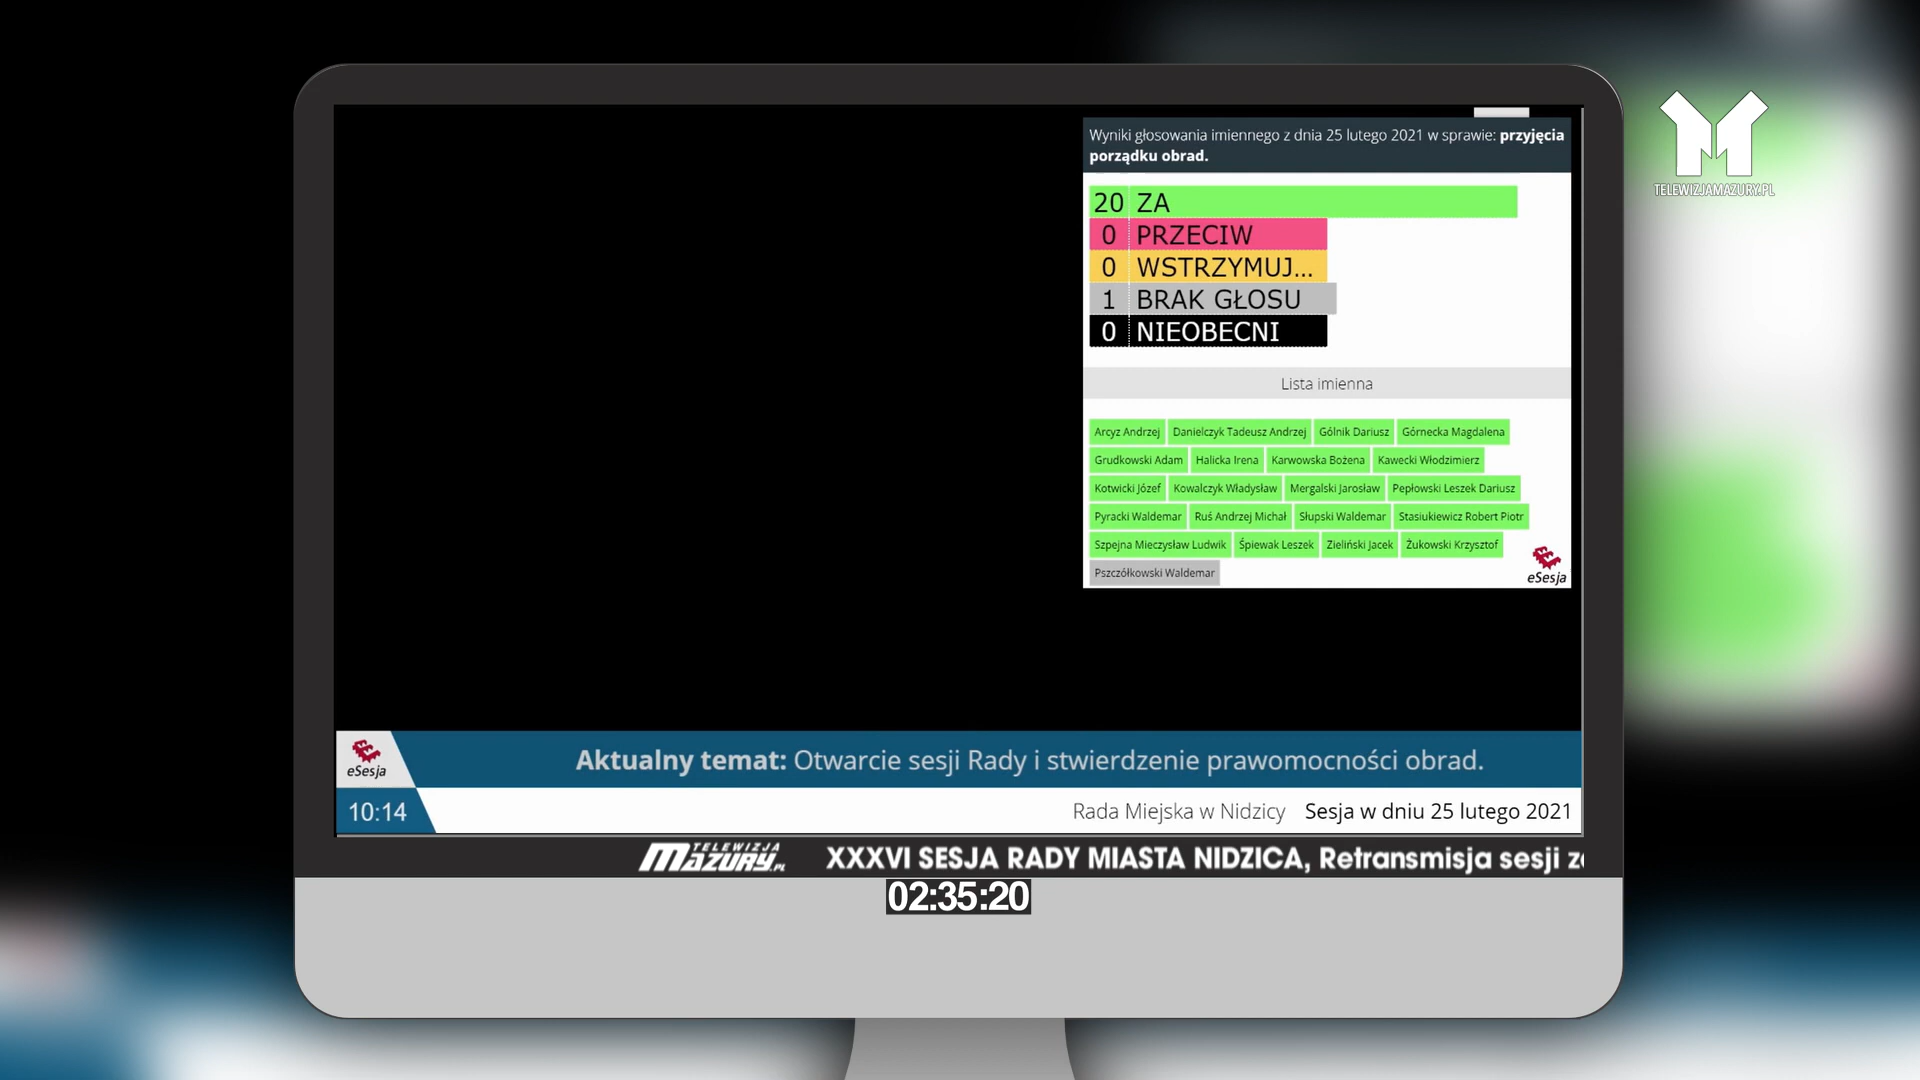 Wyniki głosowania imiennego z dnia 25 lutego 2021 w sprawie: przyjęcia
porządku obrad.
20 ZA
0 PRZECIW
0 WSTRZYMUJ...
1 BRAK GŁOSU
0 NIEOBECNI
Lista imienna
Arcyz Andrzej Danielczyk Tadeusz Andrzej Gólnik Dariusz Górnecka Magdalena
Grudkowski Adam Halicka Irena Karwowska Bożena Kawecki Włodzimierz
Kotwicki Józef Kowalczyk Władysław Mergalski Jarosław Pepłowski Leszek Dariusz
Pyracki Waldemar Ruś Andrzej Michał Słupski Waldemar Stasiukiewicz Robert Piotr
Szpejna Mieczysław Ludwik Śpiewak Leszek Zieliński Jacek Żukowski Krzysztof
Pszczółkowski Waldemar
eSesja
TELEWIZJAMAZURY.PL
eSesja
Aktualny temat: Otwarcie sesji Rady i stwierdzenie prawomocności obrad.
10:14
Rada Miejska w Nidzicy Sesja w dniu 25 lutego 2021
TELEWIZJA
MAZURY.PL
XXXVI SESJA RADY MIASTA NIDZICA, Retransmisja sesji
02:35:20